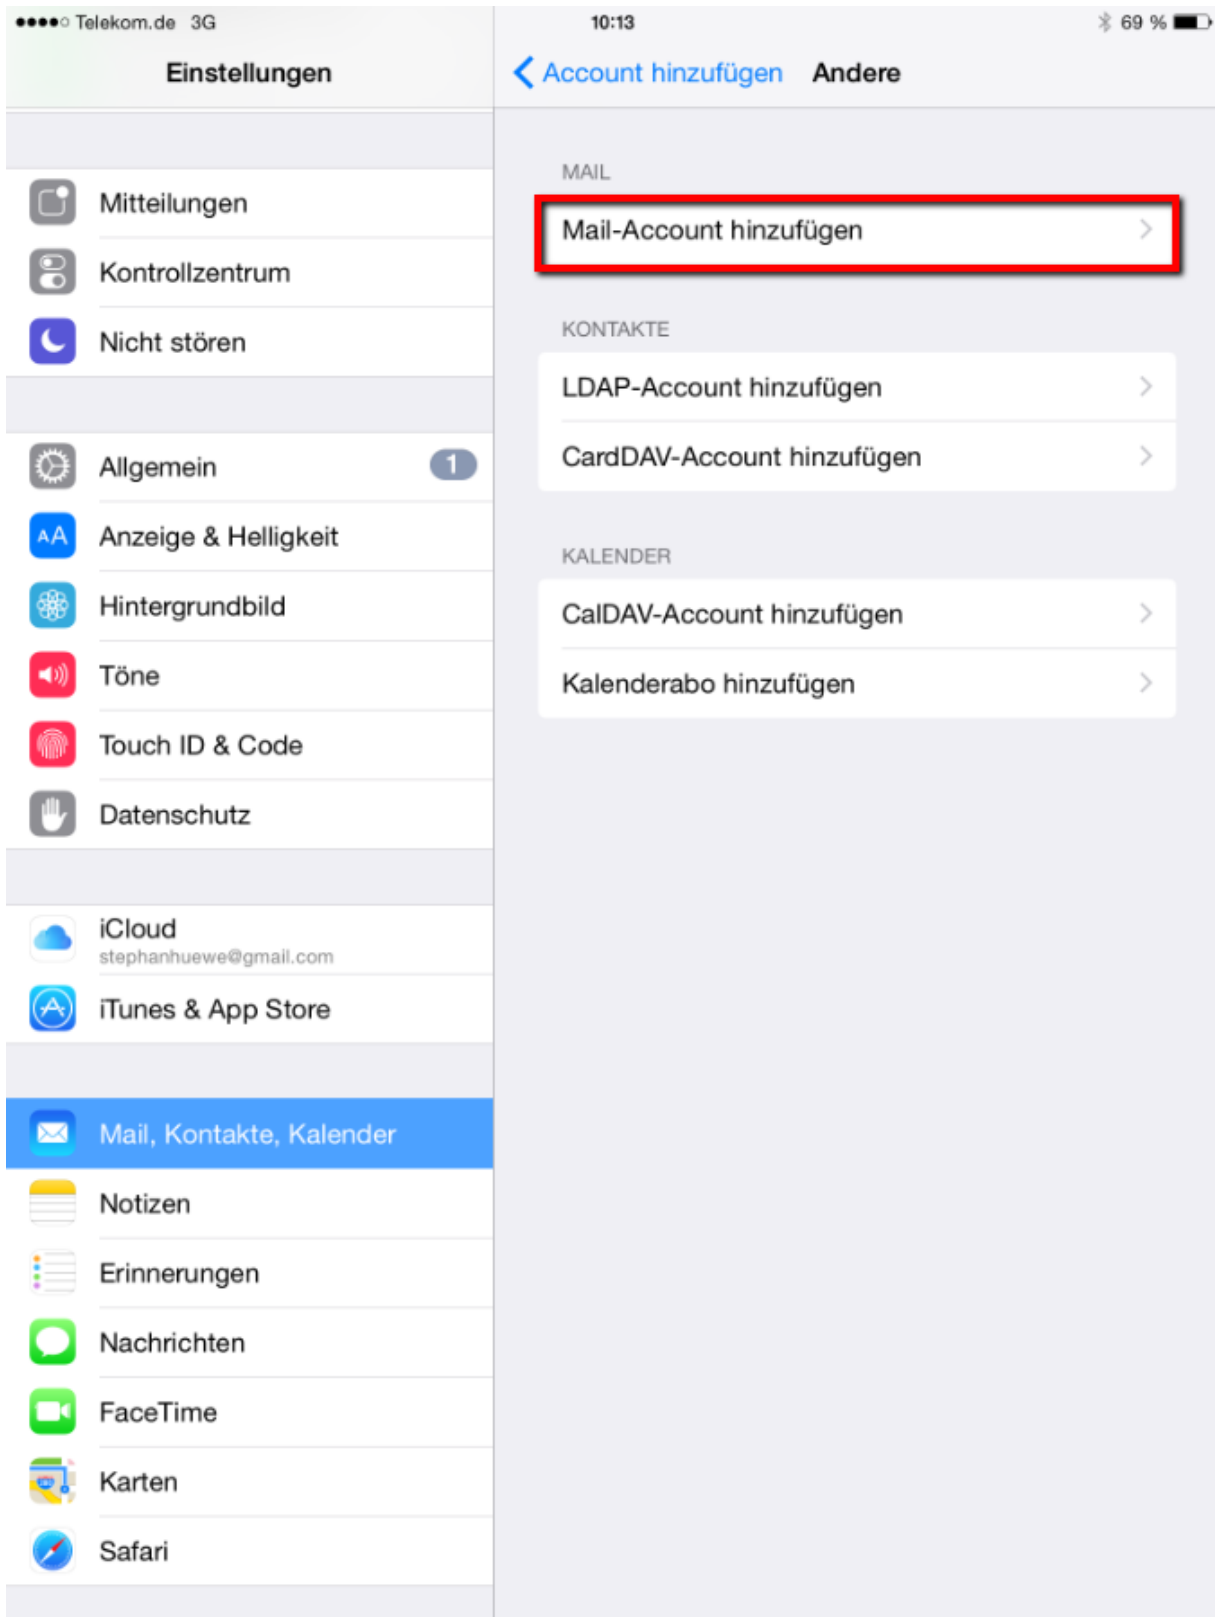 Telekom.de 3G
10:13
69 %
Einstellungen
Account hinzufügen Andere
Mitteilungen
Kontrollzentrum
Nicht stören
Allgemein 1
AA Anzeige & Helligkeit
Hintergrundbild
Töne
Touch ID & Code
Datenschutz
iCloud
stephanhuewe@gmail.com
iTunes & App Store
Mail, Kontakte, Kalender
Notizen
Erinnerungen
Nachrichten
FaceTime
Karten
Safari
MAIL
Mail-Account hinzufügen
KONTAKTE
LDAP-Account hinzufügen
CardDAV-Account hinzufügen
KALENDER
CalDAV-Account hinzufügen
Kalenderabo hinzufügen